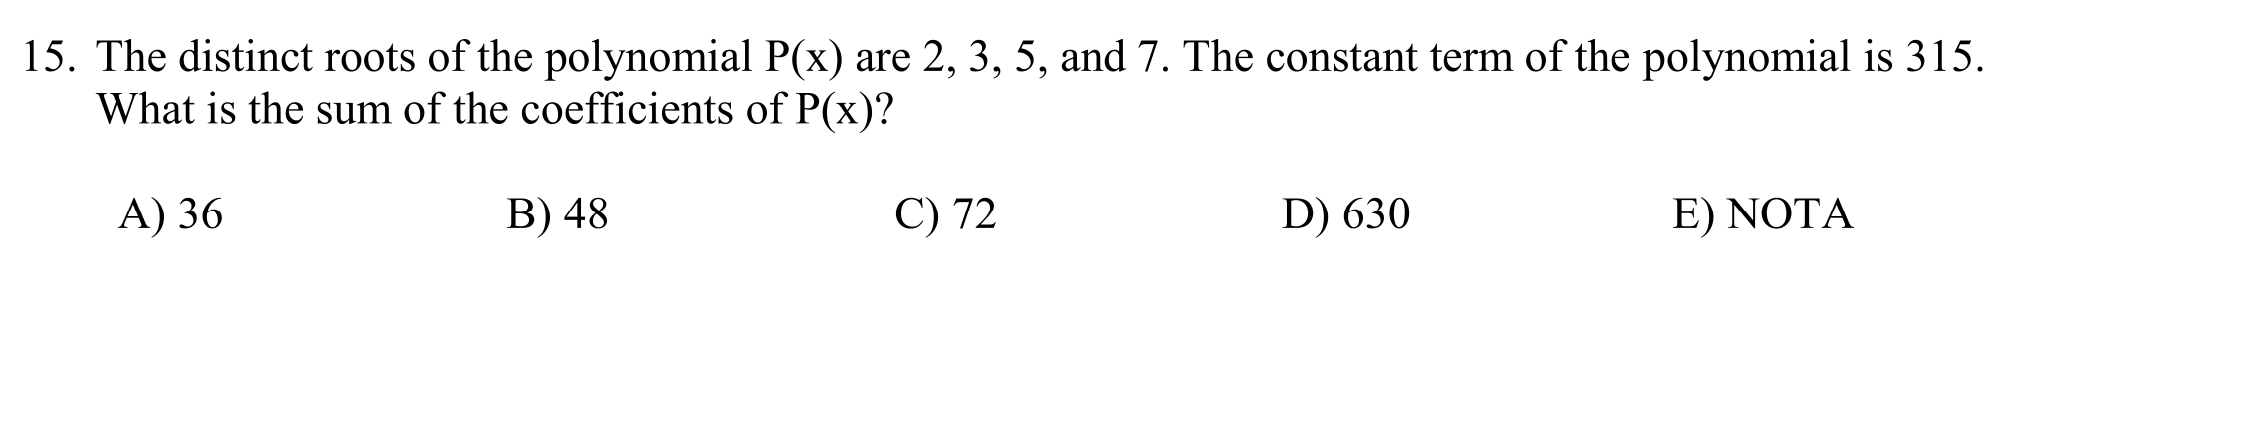 15. The distinct roots of the polynomial P(x) are 2, 3, 5, and 7. The constant term of the polynomial is 315.
What is the sum of the coefficients of P(x)?
A) 36 B) 48 C) 72 D) 630 E) NOTA